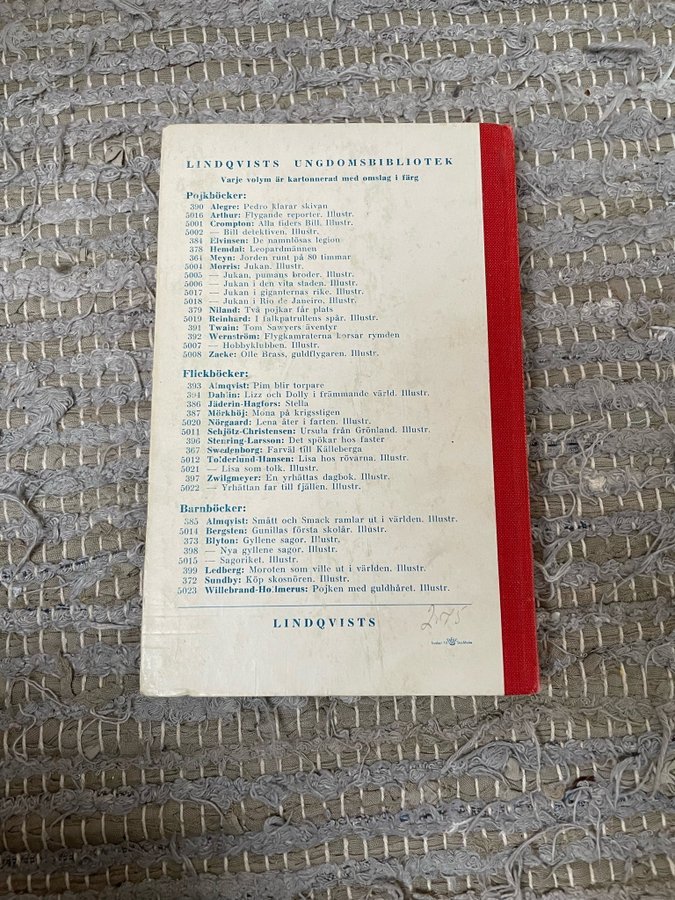 LINDQVISTS UNGDOMSBIBLIOTEK
Varje volym är kartonnerad med omslag i färg
Pojkböcker:
390 Alegre: Pedro klarar skivan
5016 Arthur: Flygande reporter. Illustr.
5001 Crompton: Alla tiders Bill. Illustr.
5002 — Bill detektiven. Illustr.
384 Elvinsen: De namnlösas legion
378 Hemdal: Leopardmännen
364 Meyn: Jorden runt på 80 timmar
5004 Morris: Jukan. Illustr.
5005 — Jukan, pumans broder. Illustr.
5006 — Jukan i den vita staden. Illustr.
5017 — Jukan i giganternas rike. Illustr.
5018 — Jukan i Rio de Janeiro. Illustr.
379 Niland: Två pojkar får plats
5019 Reinhard: I falkpatrullens spår. Illustr.
391 Twain: Tom Sawyers äventyr
392 Wernström: Flygkamraterna korsar rymden
5007 — Hobbyklubben. Illustr.
5008 Zacke: Olle Brass, guldflygaren. Illustr.
Flickböcker:
393 Almqvist: Pim blir torpare
394 Dahlin: Lizz och Dolly i främmande värld. Illustr.
386 Jäderin-Hagfors: Stella
387 Mörkhöj: Mona på krigsstigen
5020 Nörgaard: Lena åter i farten. Illustr.
5011 Schjötz-Christensen: Ursula från Grönland. Illustr.
396 Stenring-Larsson: Det spökar hos faster
367 Swedenborg: Farväl till Källeberga
5012 Tolderlund-Hansen: Lisa hos rövarna. Illustr.
5021 — Lisa som tolk. Illustr.
397 Zwilgmeyer: En yrhättas dagbok. Illustr.
5022 — Yrhättan far till fjällen. Illustr.
Barnböcker:
585 Almqvist: Smått och Smack ramlar ut i världen. Illustr.
5014 Bergsten: Gunillas första skolår. Illustr.
373 Blyton: Gyllene sagor. Illustr.
398 — Nya gyllene sagor. Illustr.
5015 — Sagoriket. Illustr.
399 Ledberg: Moroten som ville ut i världen. Illustr.
372 Sundby: Köp skosnören. Illustr.
5023 Willebrand-Hollmerus: Pojken med guldhåret. Illustr.
LINDQVISTS
2.75
Stockholm